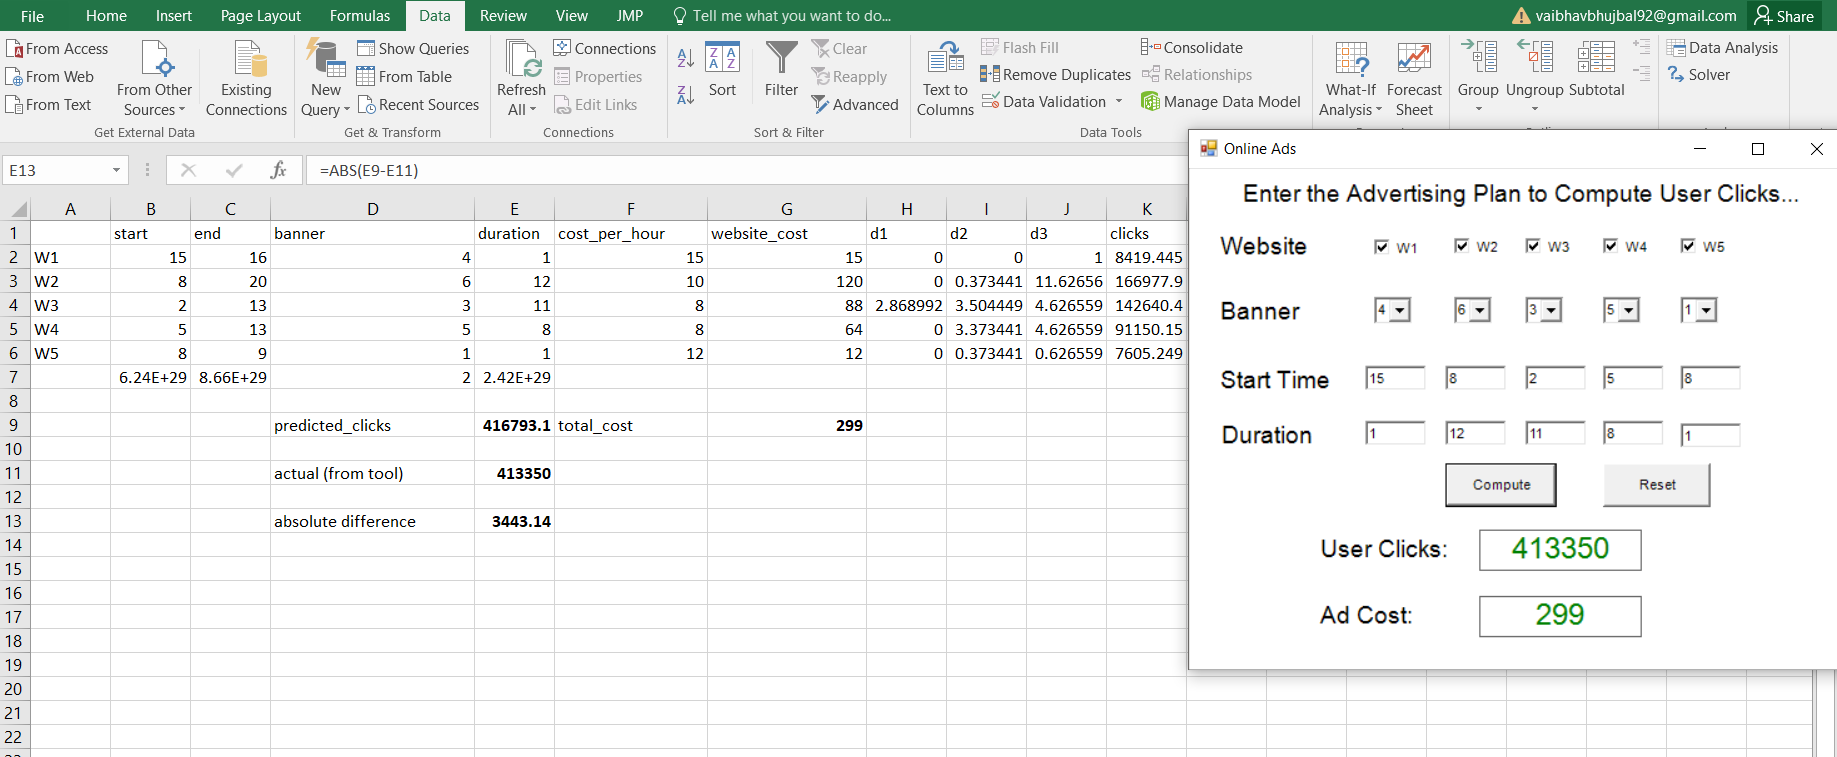 File Home Insert Page Layout Formulas Data Review View JMP Tell me what you want to do... vaibhavbhujbal92@gmail.com Share
From Access
From Web
From Text
From Other Sources
Existing Connections
Get External Data
New Query
Show Queries
From Table
Recent Sources
Get & Transform
Refresh All
Connections
Properties
Edit Links
Connections
Sort
Filter
Clear
Reapply
Advanced
Sort & Filter
Text to Columns
Flash Fill
Remove Duplicates
Data Validation
Consolidate
Relationships
Manage Data Model
Data Tools
What-If Analysis
Forecast Sheet
Group
Ungroup
Subtotal
Data Analysis
Solver
E13 fx =ABS(E9-E11)
A B C D E F G H I J K
1 start end banner duration cost_per_hour website_cost d1 d2 d3 clicks
2 W1 15 16 4 1 15 15 0 0 1 8419.445
3 W2 8 20 6 12 10 120 0 0.373441 11.62656 166977.9
4 W3 2 13 3 11 8 88 2.868992 3.504449 4.626559 142640.4
5 W4 5 13 5 8 8 64 0 3.373441 4.626559 91150.15
6 W5 8 9 1 1 12 12 0 0.373441 0.626559 7605.249
7 6.24E+29 8.66E+29 2 2.42E+29
8
9 predicted_clicks 416793.1 total_cost 299
10
11 actual (from tool) 413350
12
13 absolute difference 3443.14
14
15
16
17
18
19
20
21
22
Online Ads
Enter the Advertising Plan to Compute User Clicks...
Website W1 W2 W3 W4 W5
Banner 4 6 3 5 1
Start Time 15 8 2 5 8
Duration 1 12 11 8 1
Compute Reset
User Clicks: 413350
Ad Cost: 299